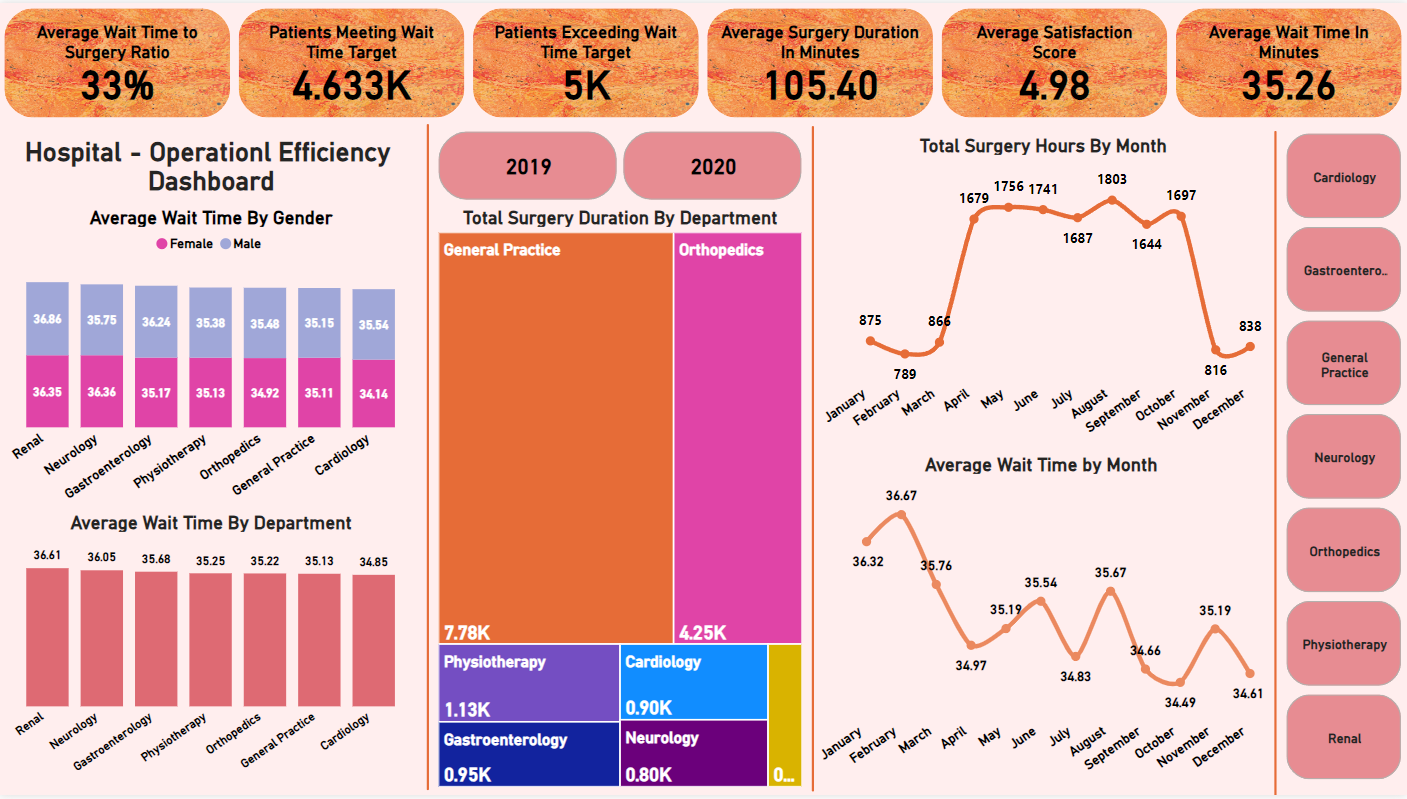 Average Wait Time to
Surgery Ratio
33%
Patients Meeting Wait
Time Target
4.633K
Patients Exceeding Wait
Time Target
5K
Average Surgery Duration
In Minutes
105.40
Average Satisfaction
Score
4.98
Average Wait Time In
Minutes
35.26
Hospital - Operationl Efficiency
Dashboard
Average Wait Time By Gender
Female Male
36.86 35.75 36.24 35.38 35.48 35.15 35.54
36.35 36.36 35.17 35.13 34.92 35.11 34.14
Renal Neurology Gastroenterology Physiotherapy Orthopedics General Practice Cardiology
Average Wait Time By Department
36.61 36.05 35.68 35.25 35.22 35.13 34.85
Renal Neurology Gastroenterology Physiotherapy Orthopedics General Practice Cardiology
2019 2020
Total Surgery Duration By Department
General Practice
7.78K
Orthopedics
4.25K
Physiotherapy
1.13K
Cardiology
0.90K
Gastroenterology
0.95K
Neurology
0.80K
0...
Total Surgery Hours By Month
875 789 866 1679 1756 1741 1687 1803 1644 1697 816 838
January February March April May June July August September October November December
Average Wait Time by Month
36.32 36.67 35.76 34.97 35.19 35.54 34.83 35.67 34.66 34.49 35.19 34.61
January February March April May June July August September October November December
Cardiology
Gastroentero..
General
Practice
Neurology
Orthopedics
Physiotherapy
Renal